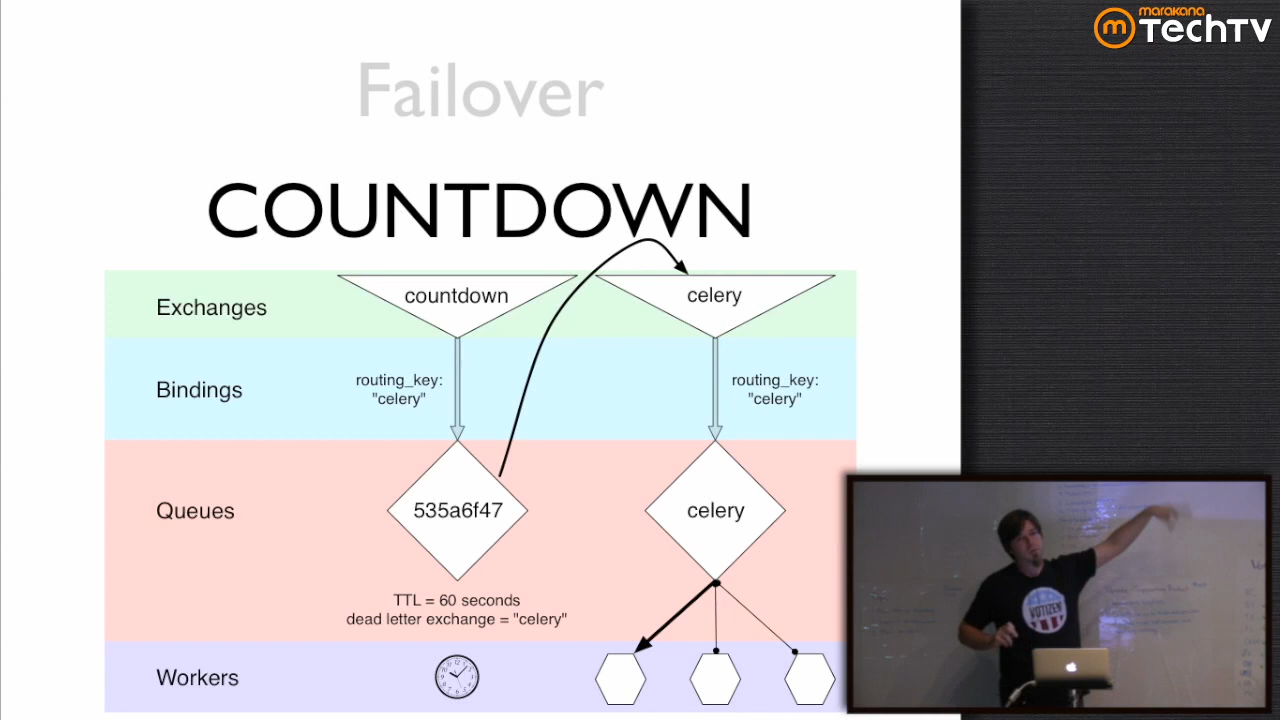 marakana
TechTV
Failover
COUNTDOWN
Exchanges
countdown
celery
Bindings
routing_key:
"celery"
routing_key:
"celery"
Queues
535a6f47
celery
TTL = 60 seconds
dead letter exchange = "celery"
Workers
VOTIZEN